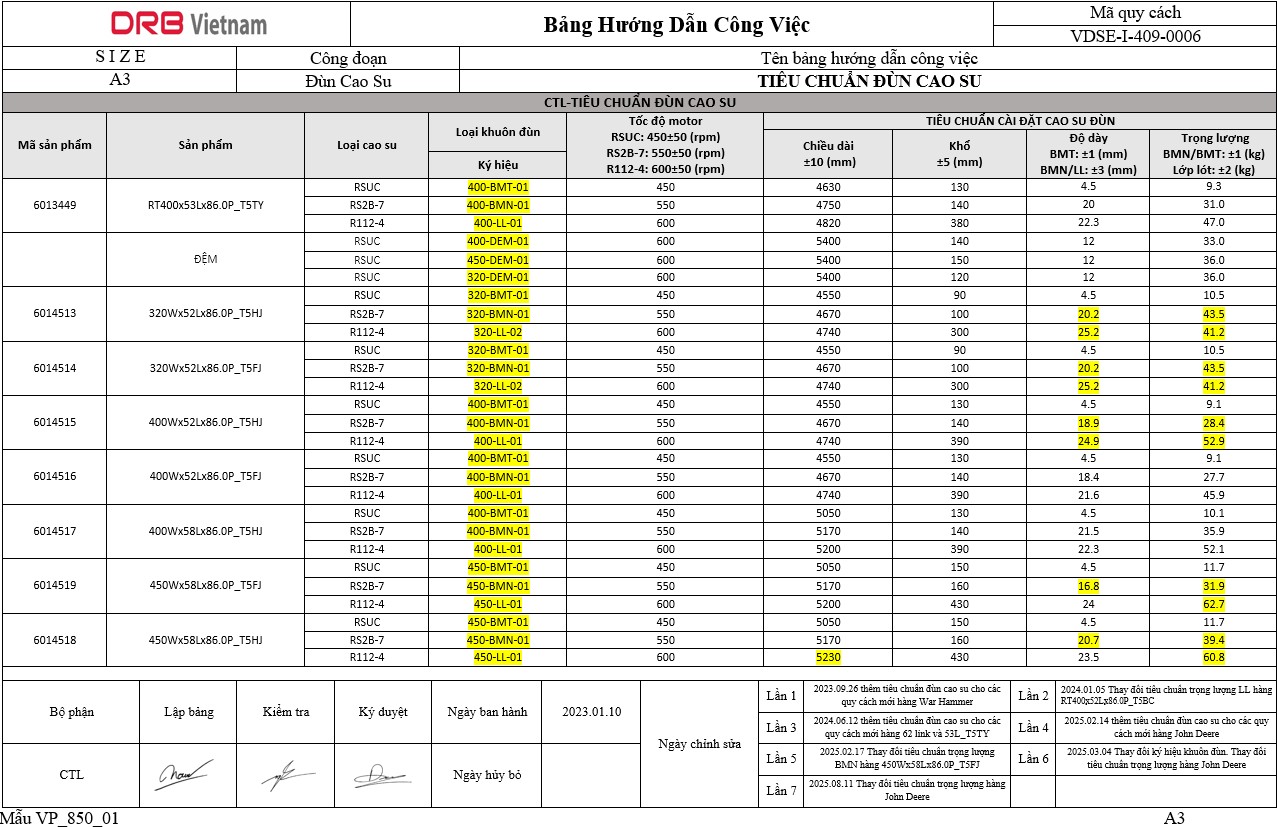 DRB Vietnam
Bảng Hướng Dẫn Công Việc
Mã quy cách
VDSE-I-409-0006
S I Z E
Công đoạn
Tên bảng hướng dẫn công việc
A3
Đùn Cao Su
TIÊU CHUẨN ĐÙN CAO SU
CTL-TIÊU CHUẨN ĐÙN CAO SU
Mã sản phẩm
Sản phẩm
Loại cao su
Loại khuôn đùn
Ký hiệu
Tốc độ motor
RSUC: 450±50 (rpm)
RS2B-7: 550±50 (rpm)
R112-4: 600±50 (rpm)
TIÊU CHUẨN CÀI ĐẶT CAO SU ĐÙN
Chiều dài
±10 (mm)
Khổ
±5 (mm)
Độ dày
BMT: ±1 (mm)
BMN/LL: ±3 (mm)
Trọng lượng
BMN/BMT: ±1 (kg)
Lớp lót: ±2 (kg)
6013449 RT400x53Lx86.0P_T5TY
RSUC 400-BMT-01 450 4630 130 4.5 9.3
RS2B-7 400-BMN-01 550 4750 140 20 31.0
R112-4 400-LL-01 600 4820 380 22.3 47.0
ĐỆM
RSUC 400-DEM-01 600 5400 140 12 33.0
RSUC 450-DEM-01 600 5400 150 12 36.0
RSUC 320-DEM-01 600 5400 120 12 36.0
6014513 320Wx52Lx86.0P_T5HJ
RSUC 320-BMT-01 450 4550 90 4.5 10.5
RS2B-7 320-BMN-01 550 4670 100 20.2 43.5
R112-4 320-LL-02 600 4740 300 25.2 41.2
6014514 320Wx52Lx86.0P_T5FJ
RSUC 320-BMT-01 450 4550 90 4.5 10.5
RS2B-7 320-BMN-01 550 4670 100 20.2 43.5
R112-4 320-LL-02 600 4740 300 25.2 41.2
6014515 400Wx52Lx86.0P_T5HJ
RSUC 400-BMT-01 450 4550 130 4.5 9.1
RS2B-7 400-BMN-01 550 4670 140 18.9 28.4
R112-4 400-LL-01 600 4740 390 24.9 52.9
6014516 400Wx52Lx86.0P_T5FJ
RSUC 400-BMT-01 450 4550 130 4.5 9.1
RS2B-7 400-BMN-01 550 4670 140 18.4 27.7
R112-4 400-LL-01 600 4740 390 21.6 45.9
6014517 400Wx58Lx86.0P_T5HJ
RSUC 400-BMT-01 450 5050 130 4.5 10.1
RS2B-7 400-BMN-01 550 5170 140 21.5 35.9
R112-4 400-LL-01 600 5200 390 22.3 52.1
6014519 450Wx58Lx86.0P_T5FJ
RSUC 450-BMT-01 450 5050 150 4.5 11.7
RS2B-7 450-BMN-01 550 5170 160 16.8 31.9
R112-4 450-LL-01 600 5200 430 24 62.7
6014518 450Wx58Lx86.0P_T5HJ
RSUC 450-BMT-01 450 5050 150 4.5 11.7
RS2B-7 450-BMN-01 550 5170 160 20.7 39.4
R112-4 450-LL-01 600 5230 430 23.5 60.8
Bộ phận
Lập bảng
Kiểm tra
Ký duyệt
Ngày ban hành
2023.01.10
Ngày chỉnh sửa
CTL
Ngày hủy bỏ
Lần 1
2023.09.26 thêm tiêu chuẩn đùn cao su cho các
quy cách mới hàng War Hammer
Lần 2
2024.01.05 Thay đổi tiêu chuẩn trọng lượng LL hàng
RT400x52Lx86.0P_T5BC
Lần 3
2024.06.12 thêm tiêu chuẩn đùn cao su cho các
quy cách mới hàng 62 link và 53L_T5TY
Lần 4
2025.02.14 thêm tiêu chuẩn đùn cao su cho các quy
cách mới hàng John Deere
Lần 5
2025.02.17 Thay đổi tiêu chuẩn trọng lượng
BMN hàng 450Wx58Lx86.0P_T5FJ
Lần 6
2025.03.04 Thay đổi ký hiệu khuôn đùn. Thay đổi
tiêu chuẩn trọng lượng hàng John Deere
Lần 7
2025.08.11 Thay đổi tiêu chuẩn trọng lượng hàng
John Deere
Mẫu VP_850_01
A3